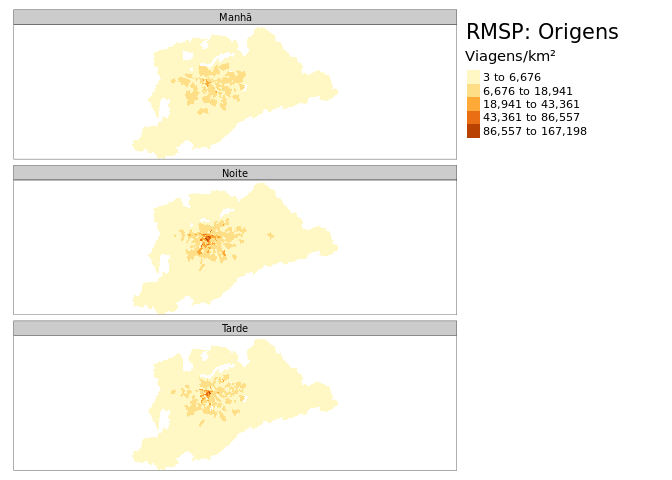 Manhã
RMSP: Origens
Viagens/km²
3 to 6,676
6,676 to 18,941
18,941 to 43,361
43,361 to 86,557
86,557 to 167,198
Noite
Tarde